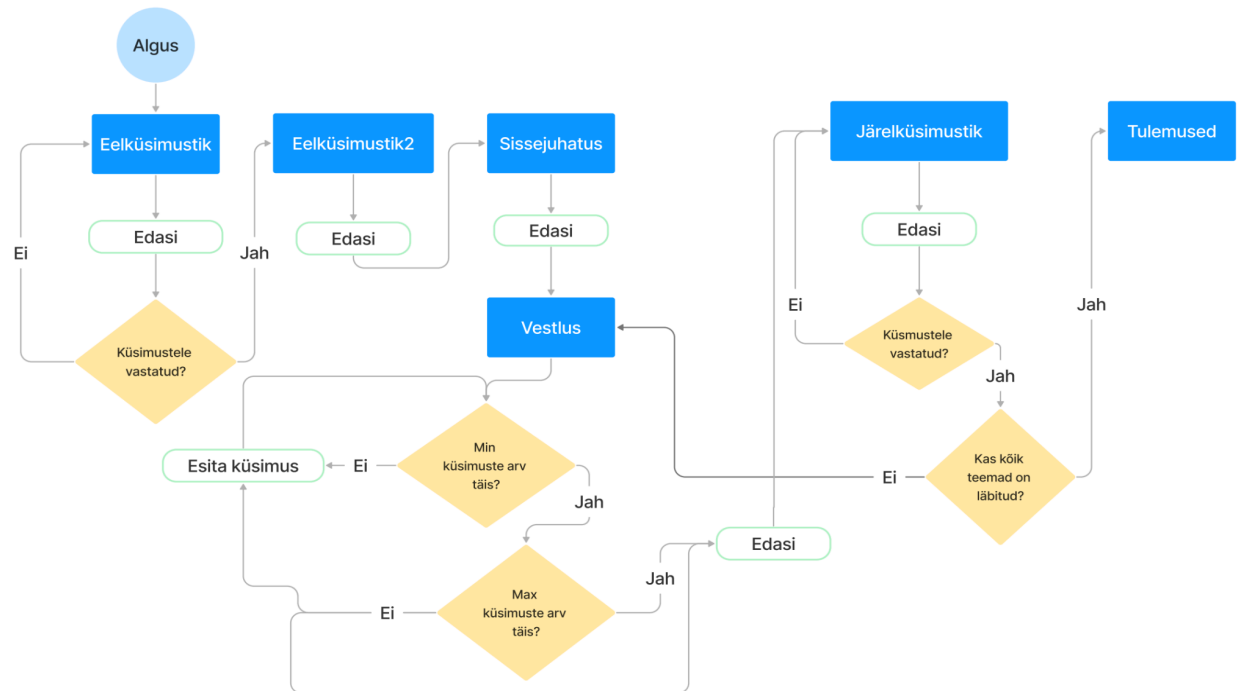 Algus
Eelküsimustik
Edasi
Küsimustele
vastatud?
Ei
Jah
Eelküsimustik2
Edasi
Sissejuhatus
Edasi
Vestlus
Min
küsimuste arv
täis?
Ei
Esita küsimus
Jah
Max
küsimuste arv
täis?
Ei
Jah
Edasi
Järelküsimustik
Edasi
Küsmustele
vastatud?
Ei
Jah
Kas kõik
teemad on
läbitud?
Ei
Jah
Tulemused